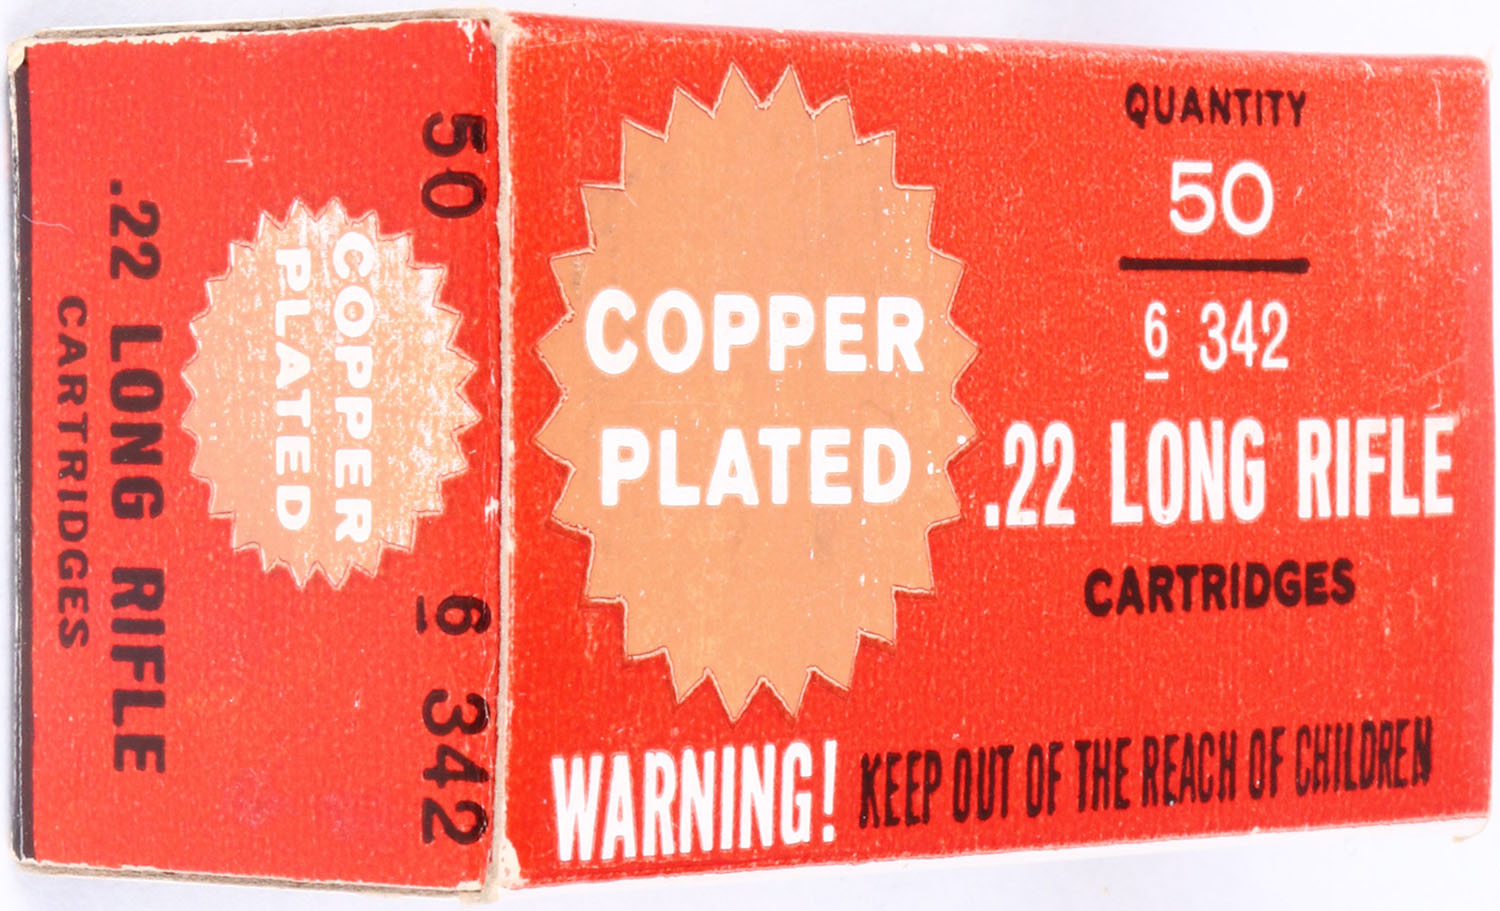 50 6 342
COPPER
PLATED
.22 LONG RIFLE
CARTRIDGES
COPPER
PLATED
QUANTITY
50
6 342
.22 LONG RIFLE
CARTRIDGES
WARNING! KEEP OUT OF THE REACH OF CHILDREN